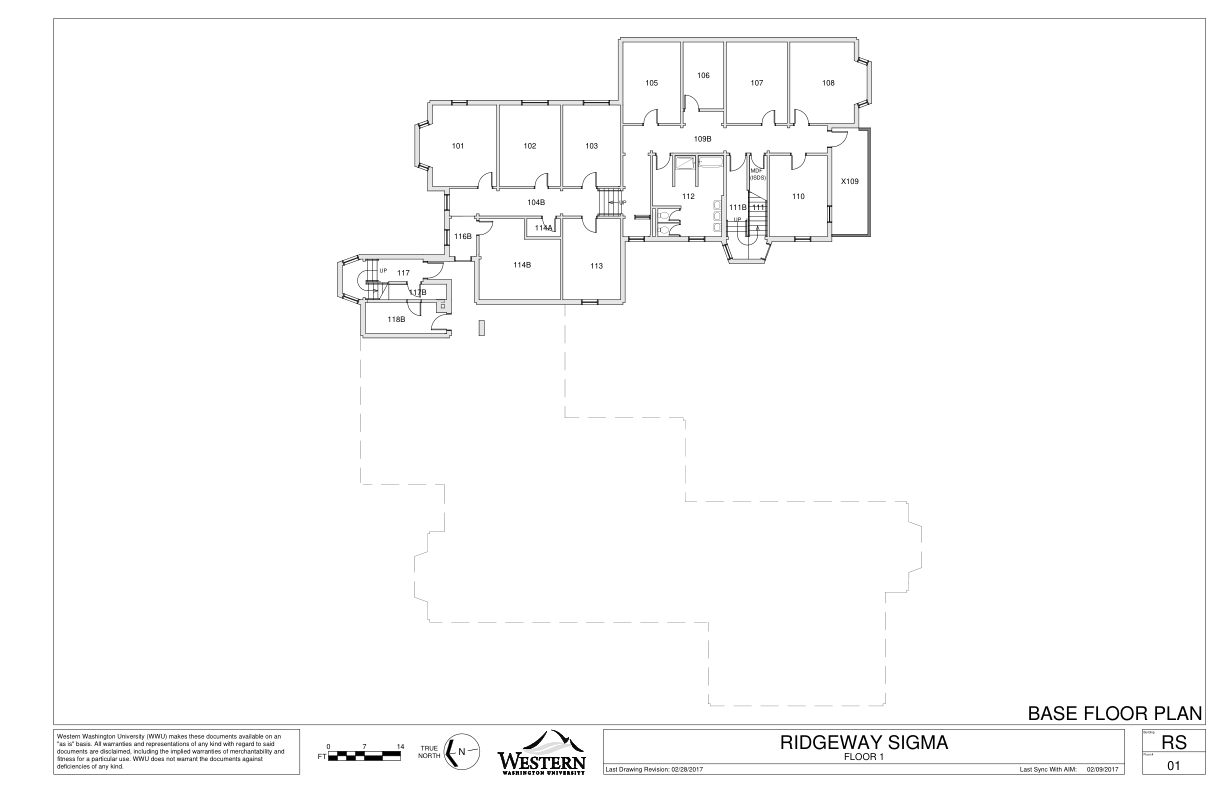 105
106
107
108
101
102
103
109B
MDF
(ISDS)
X109
112
110
104B
UP
111B
111
UP
114A
116B
114B
113
UP
117
117B
118B
BASE FLOOR PLAN
Western Washington University (WWU) makes these documents available on an
"as is" basis. All warranties and representations of any kind with regard to said
documents are disclaimed, including the implied warranties of merchantability and
fitness for a particular use. WWU does not warrant the documents against
deficiencies of any kind.
0 7 14
FT
TRUE
NORTH
N
WESTERN
WASHINGTON UNIVERSITY
RIDGEWAY SIGMA
FLOOR 1
Last Drawing Revision: 02/28/2017
Last Sync With AIM: 02/09/2017
RS
01